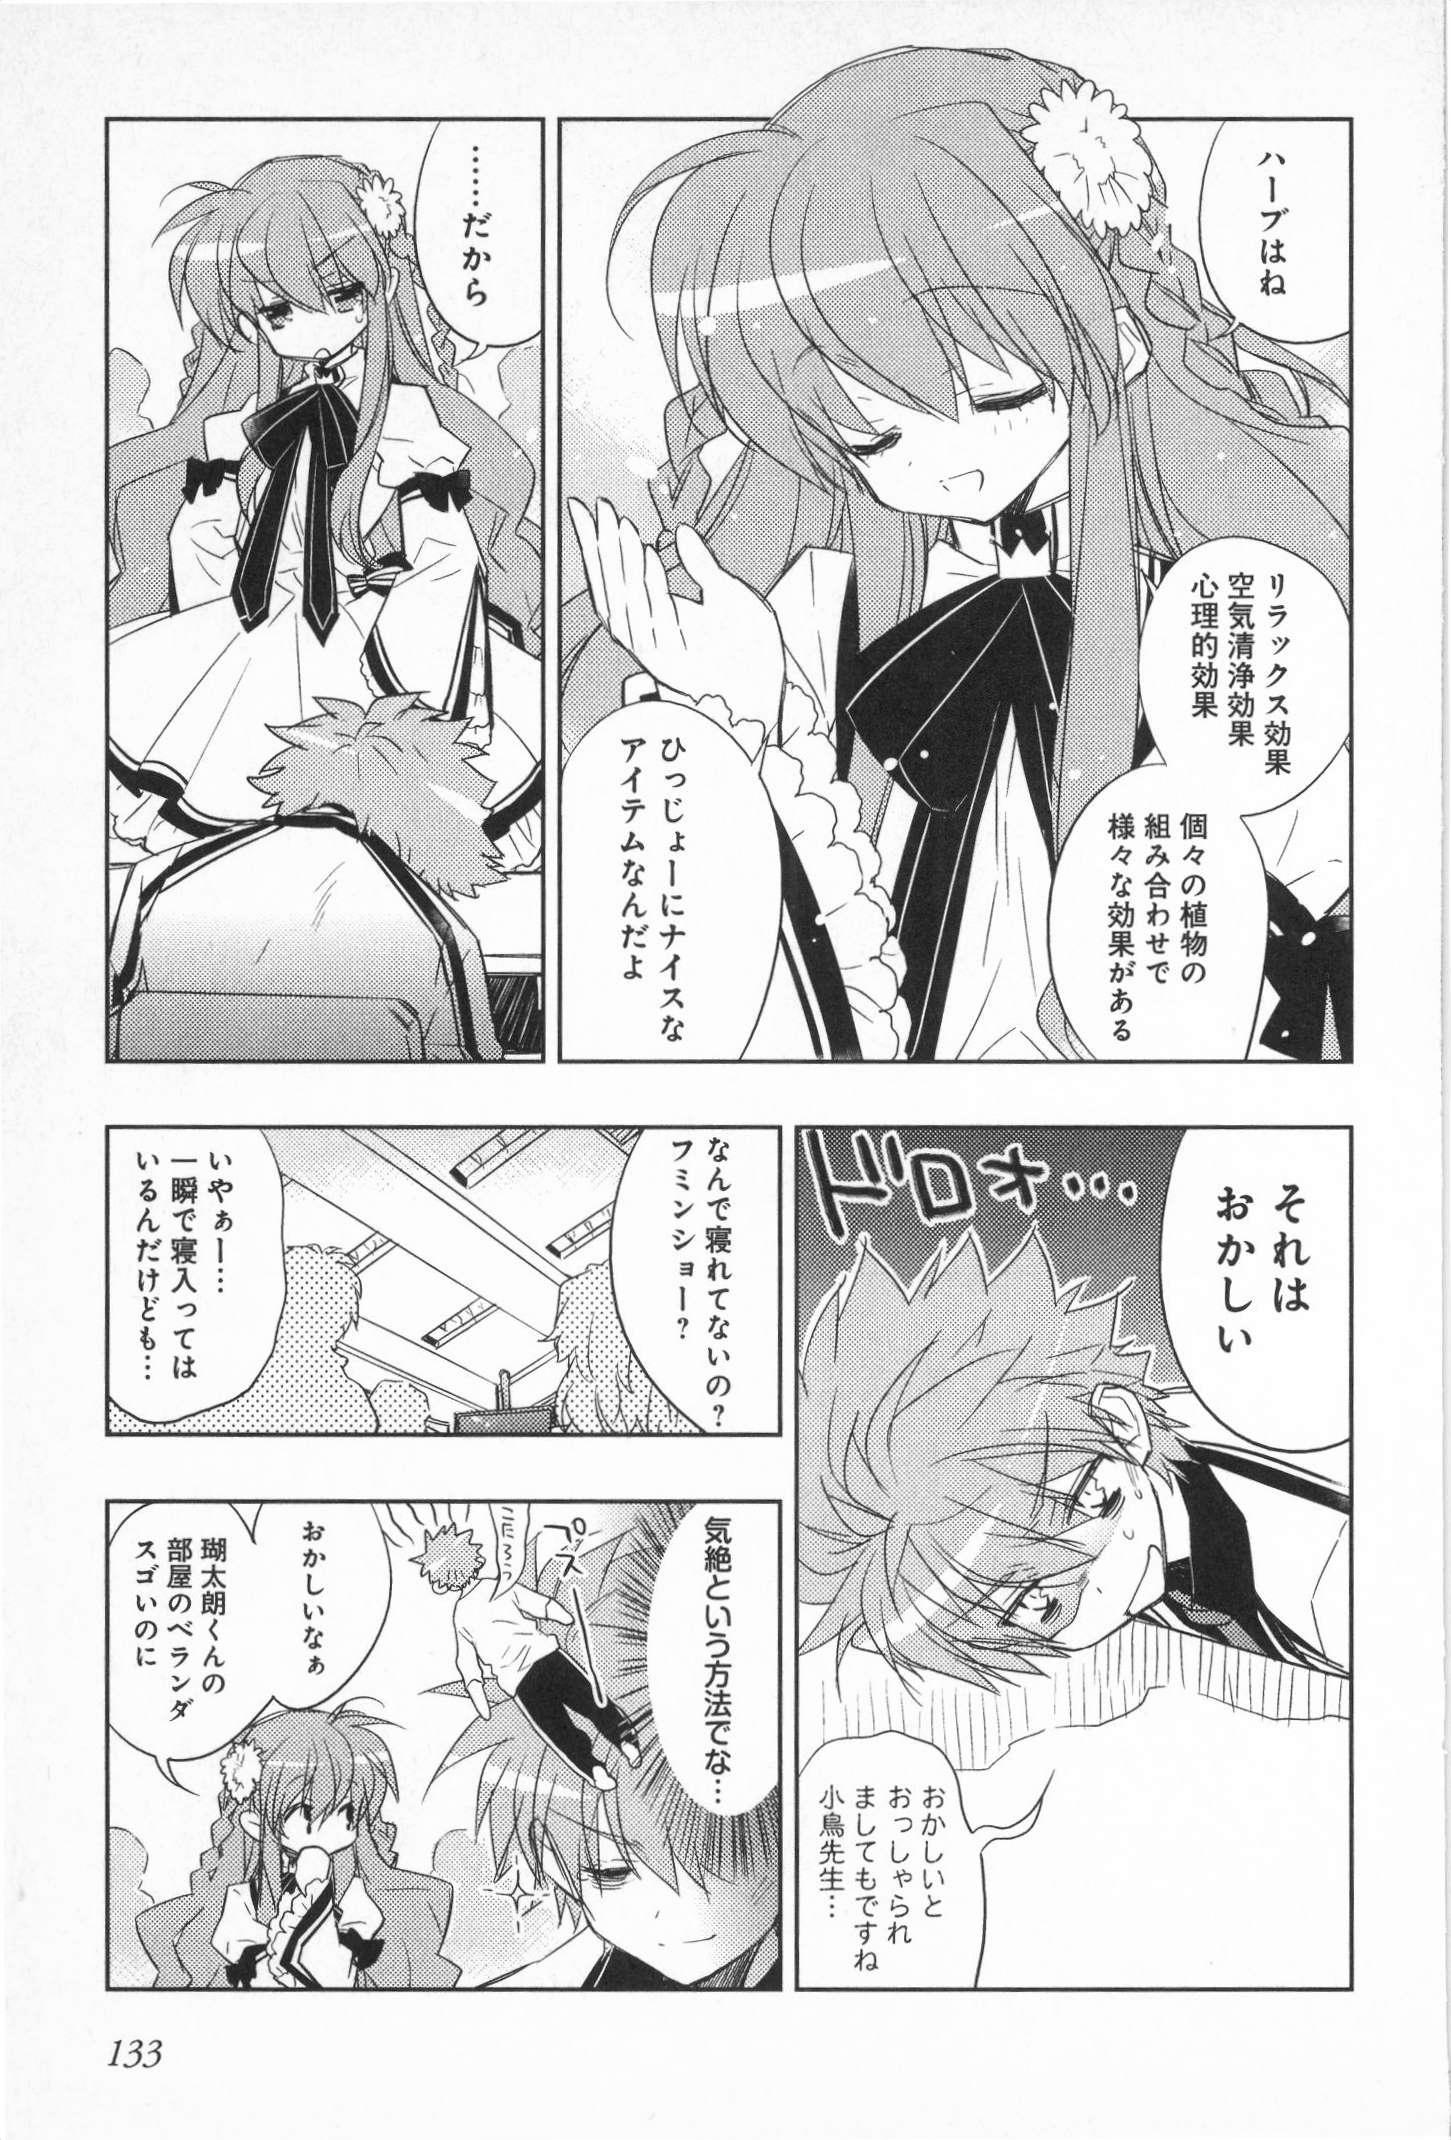 ハーブはね
リラックス効果
空気清浄効果
心理的効果
個々の植物の
組み合わせで
様々な効果がある
ひっじょーにナイスな
アイテムなんだよ
……だから
それは
おかしい
ドロォ…
おかしいと
おっしゃられ
ましてもですね
小鳥先生…
なんで寝れてないの？
フミンショー？
いやぁー…
一瞬で寝入っては
いるんだけども…
気絶という方法でな…
こたろう
おかしいなぁ
瑚太朗くんの
部屋のベランダ
スゴいのに
133